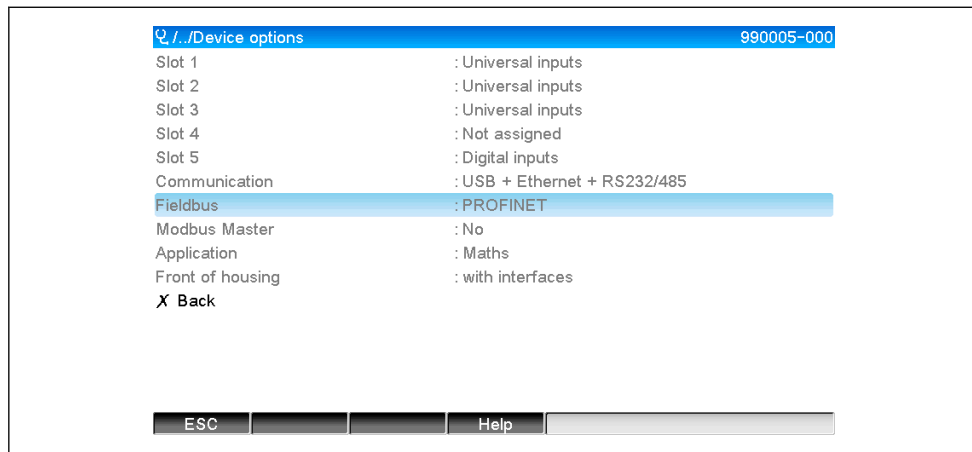 /../Device options 990005-000
Slot 1 : Universal inputs
Slot 2 : Universal inputs
Slot 3 : Universal inputs
Slot 4 : Not assigned
Slot 5 : Digital inputs
Communication : USB + Ethernet + RS232/485
Fieldbus : PROFINET
Modbus Master : No
Application : Maths
Front of housing : with interfaces
X Back
ESC Help